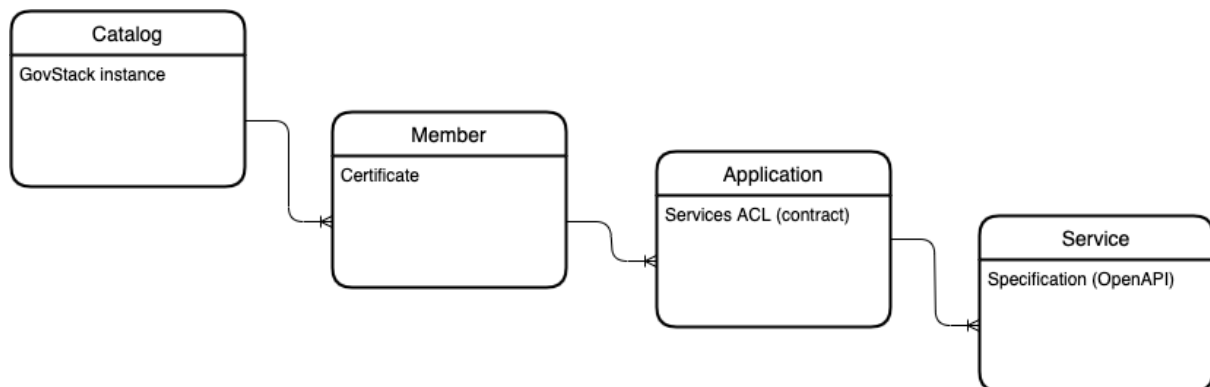 Catalog
GovStack instance
Member
Certificate
Application
Services ACL (contract)
Service
Specification (OpenAPI)